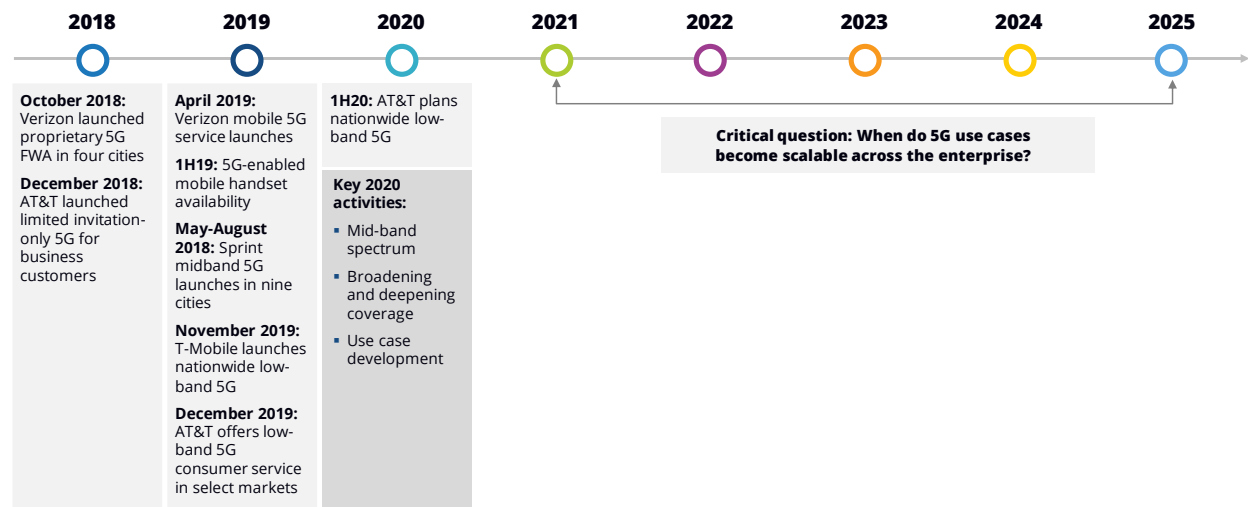 2018
2019
2020
2021
2022
2023
2024
2025
October 2018:
Verizon launched
proprietary 5G
FWA in four cities
December 2018:
AT&T launched
limited invitation-
only 5G for
business
customers
April 2019:
Verizon mobile 5G
service launches
1H19: 5G-enabled
mobile handset
availability
May-August
2018: Sprint
midband 5G
launches in nine
cities
November 2019:
T-Mobile launches
nationwide low-
band 5G
December 2019:
AT&T offers low-
band 5G
consumer service
in select markets
1H20: AT&T plans
nationwide low-
band 5G
Key 2020
activities:
▪ Mid-band
spectrum
▪ Broadening
and deepening
coverage
▪ Use case
development
Critical question: When do 5G use cases
become scalable across the enterprise?